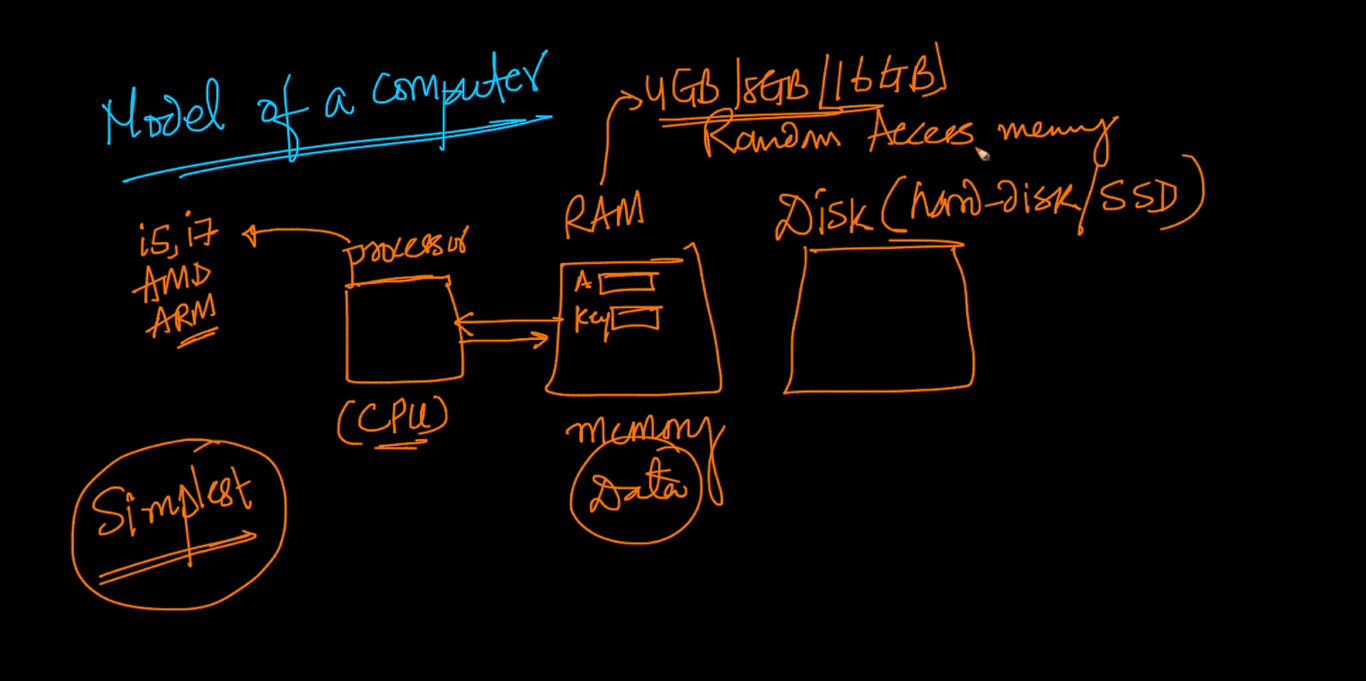 Model of a computer
4GB/8GB/16GB/
Random Access memory
RAM
Disk (hard-disk/SSD)
i5, i7
AMD
ARM
processor
A
Key
(CPU)
memory
Data
Simplest